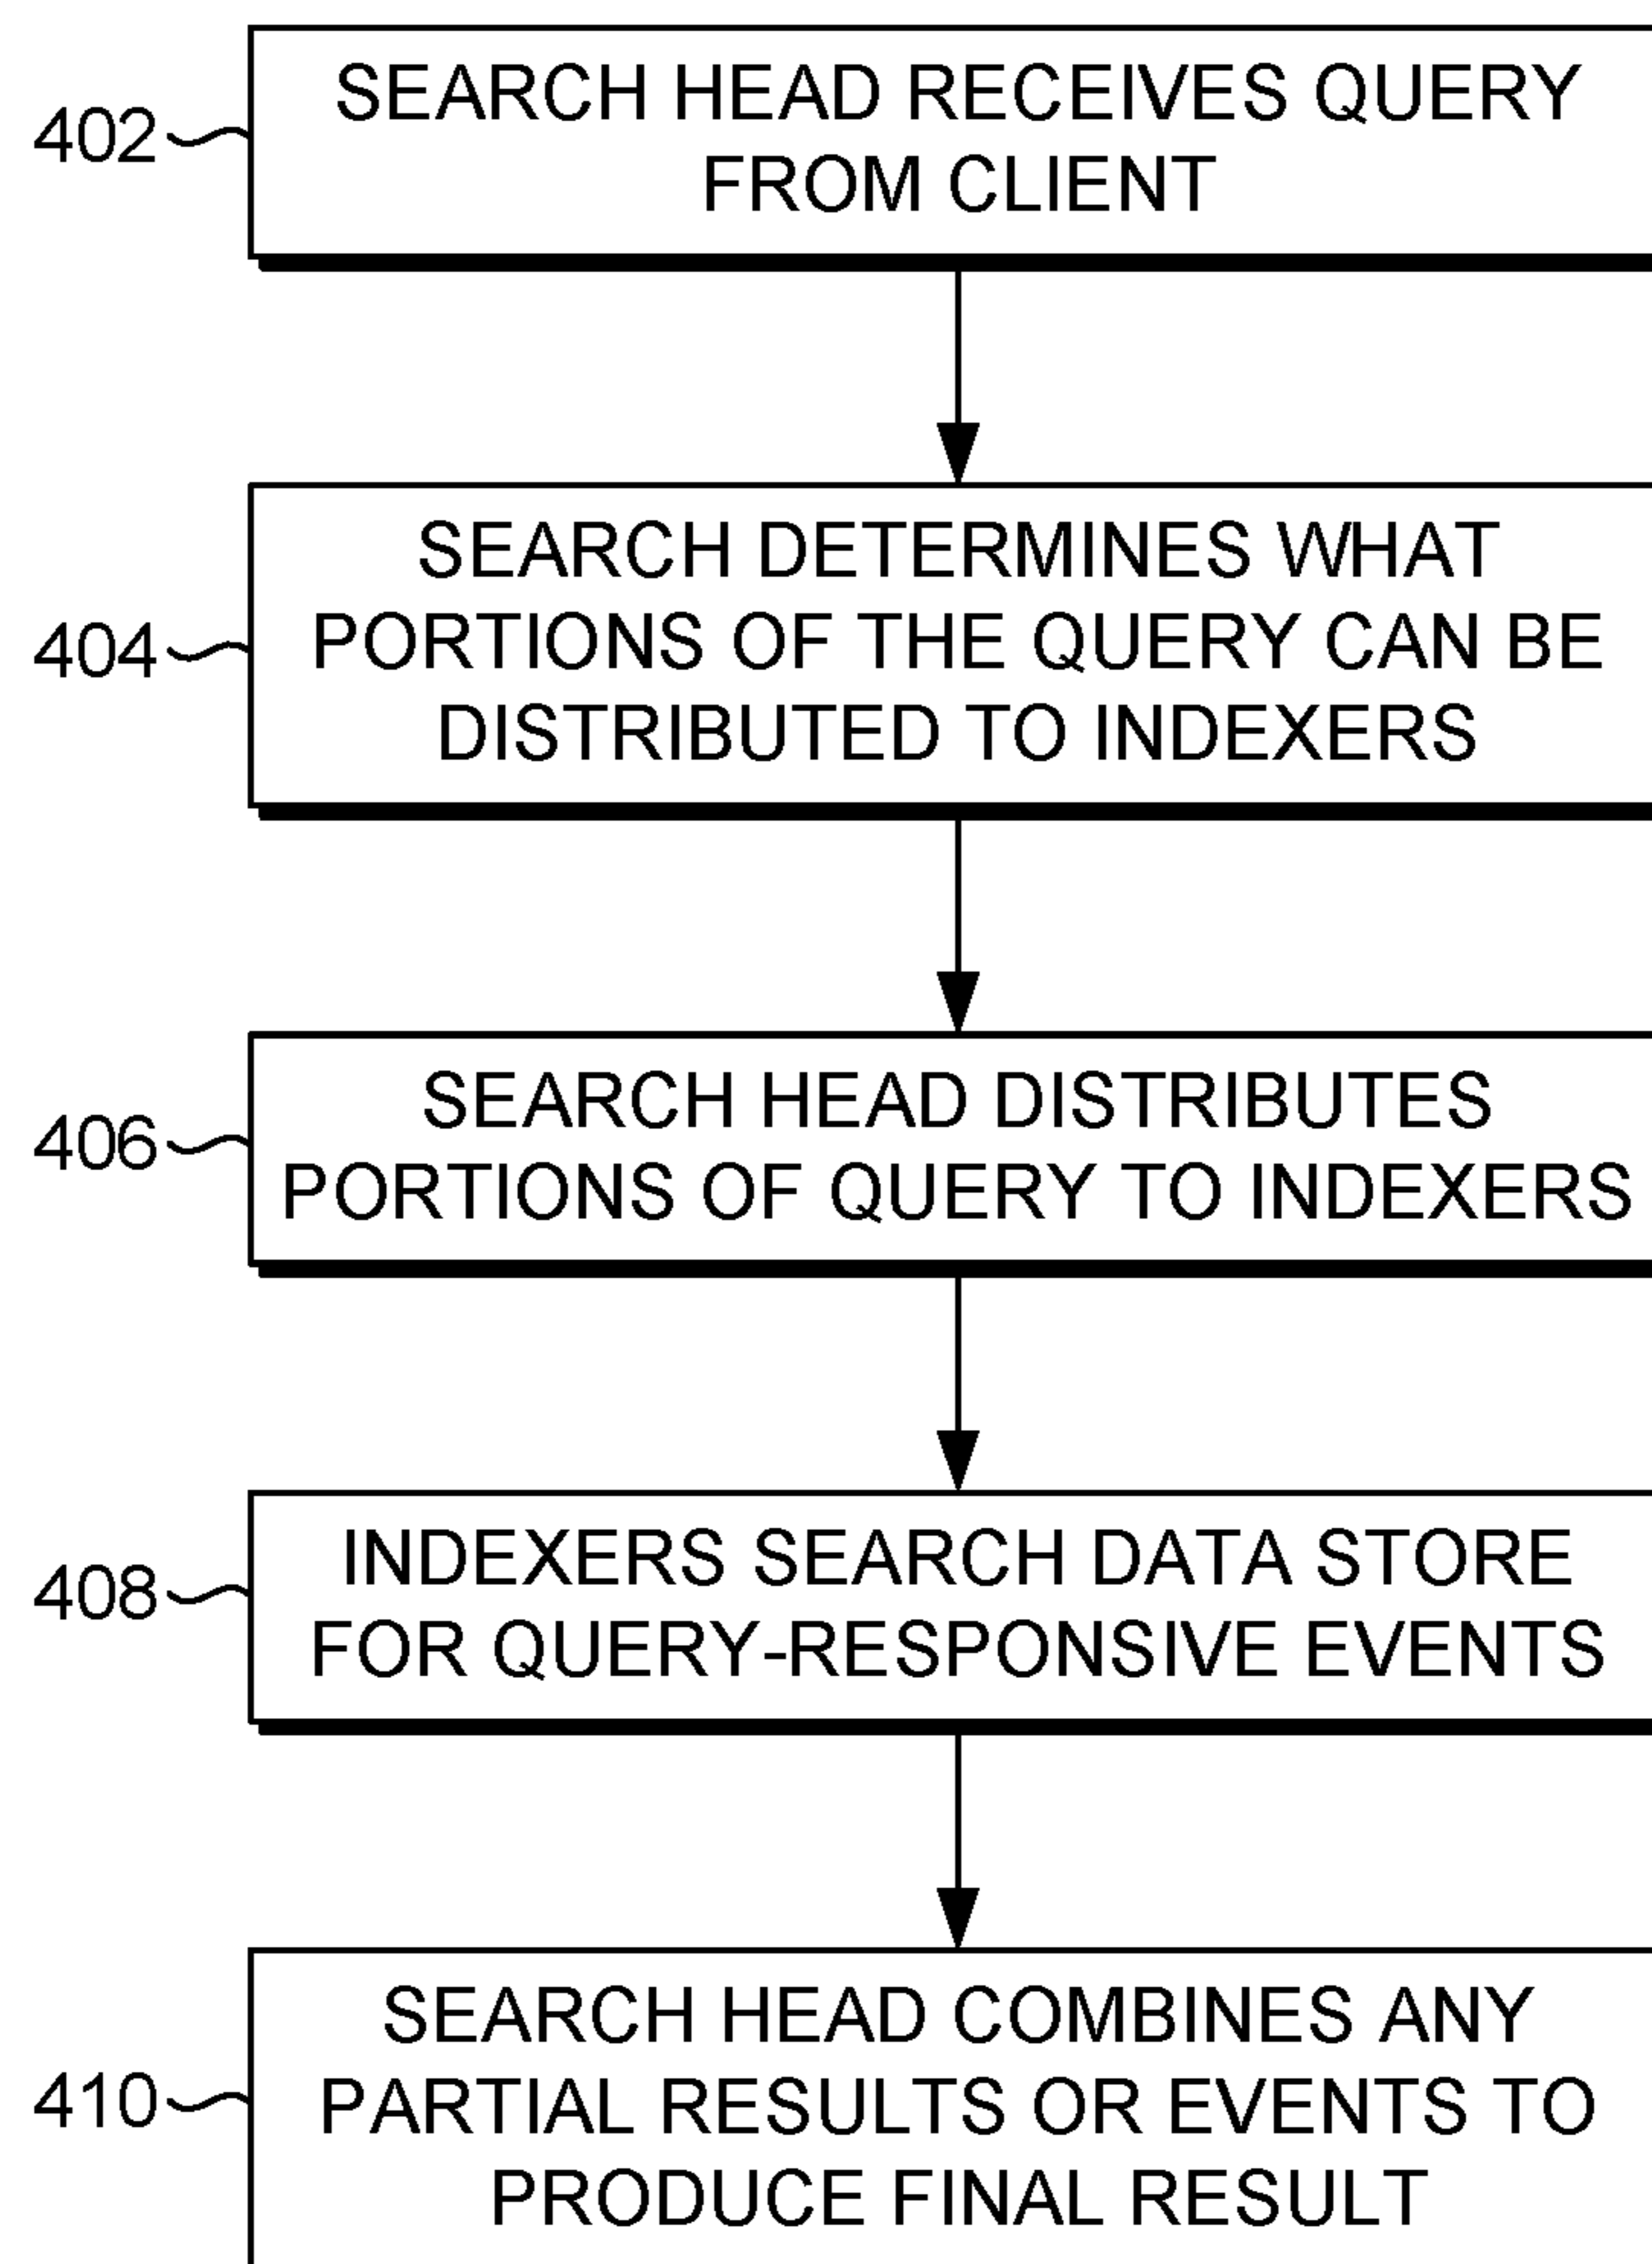 SEARCH HEAD RECEIVES QUERY
FROM CLIENT
402
SEARCH DETERMINES WHAT
PORTIONS OF THE QUERY CAN BE
DISTRIBUTED TO INDEXERS
404
SEARCH HEAD DISTRIBUTES
PORTIONS OF QUERY TO INDEXERS
406
INDEXERS SEARCH DATA STORE
FOR QUERY-RESPONSIVE EVENTS
408
SEARCH HEAD COMBINES ANY
PARTIAL RESULTS OR EVENTS TO
PRODUCE FINAL RESULT
410